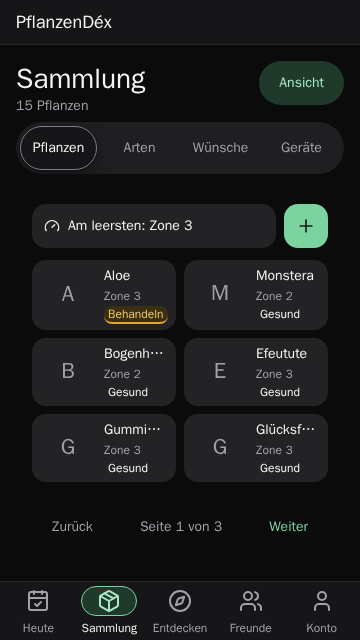 PflanzenDéx
Sammlung
15 Pflanzen
Ansicht
Pflanzen
Arten
Wünsche
Geräte
Am leersten: Zone 3
A
Aloe
Zone 3
Behandeln
M
Monstera
Zone 2
Gesund
B
Bogenh···
Zone 2
Gesund
E
Efeutute
Zone 3
Gesund
G
Gummi···
Zone 3
Gesund
G
Glücksf···
Zone 3
Gesund
Zurück
Seite 1 von 3
Weiter
Heute
Sammlung
Entdecken
Freunde
Konto